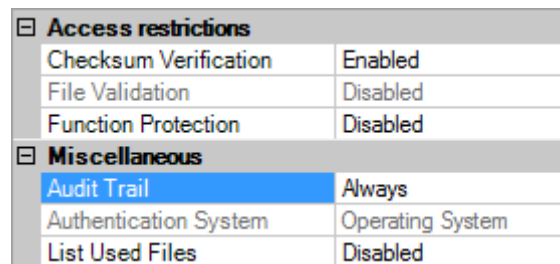 Access restrictions
Checksum Verification Enabled
File Validation Disabled
Function Protection Disabled
Miscellaneous
Audit Trail Always
Authentication System Operating System
List Used Files Disabled